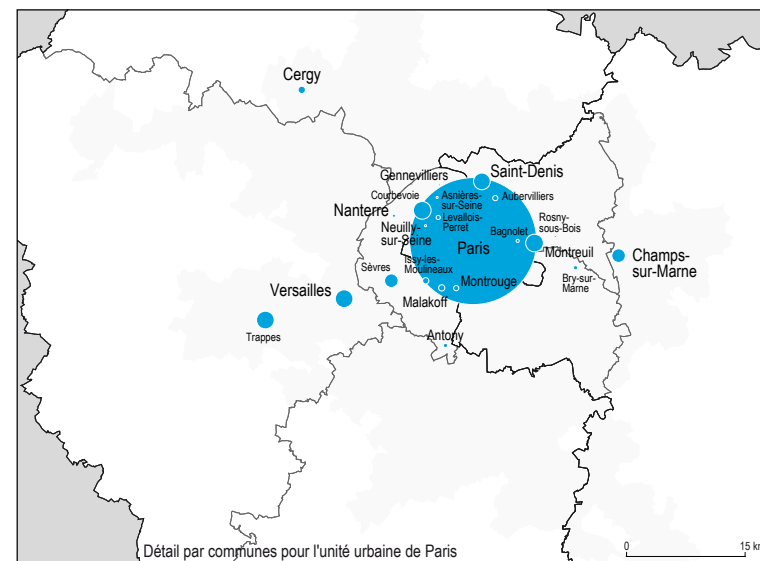 Cergy
Gennevilliers
Saint-Denis
Courbevoie
Asnières-
sur-Seine
Aubervilliers
Nanterre
Levallois-
Perret
Rosny-
sous-Bois
Neuilly-
sur-Seine
Bagnolet
Paris
Montreuil
Champs-
sur-Marne
Issy-les-
Moulineaux
Sèvres
Bry-sur-
Marne
Versailles
Montrouge
Malakoff
Trappes
Antony
Détail par communes pour l'unité urbaine de Paris
0
15 km